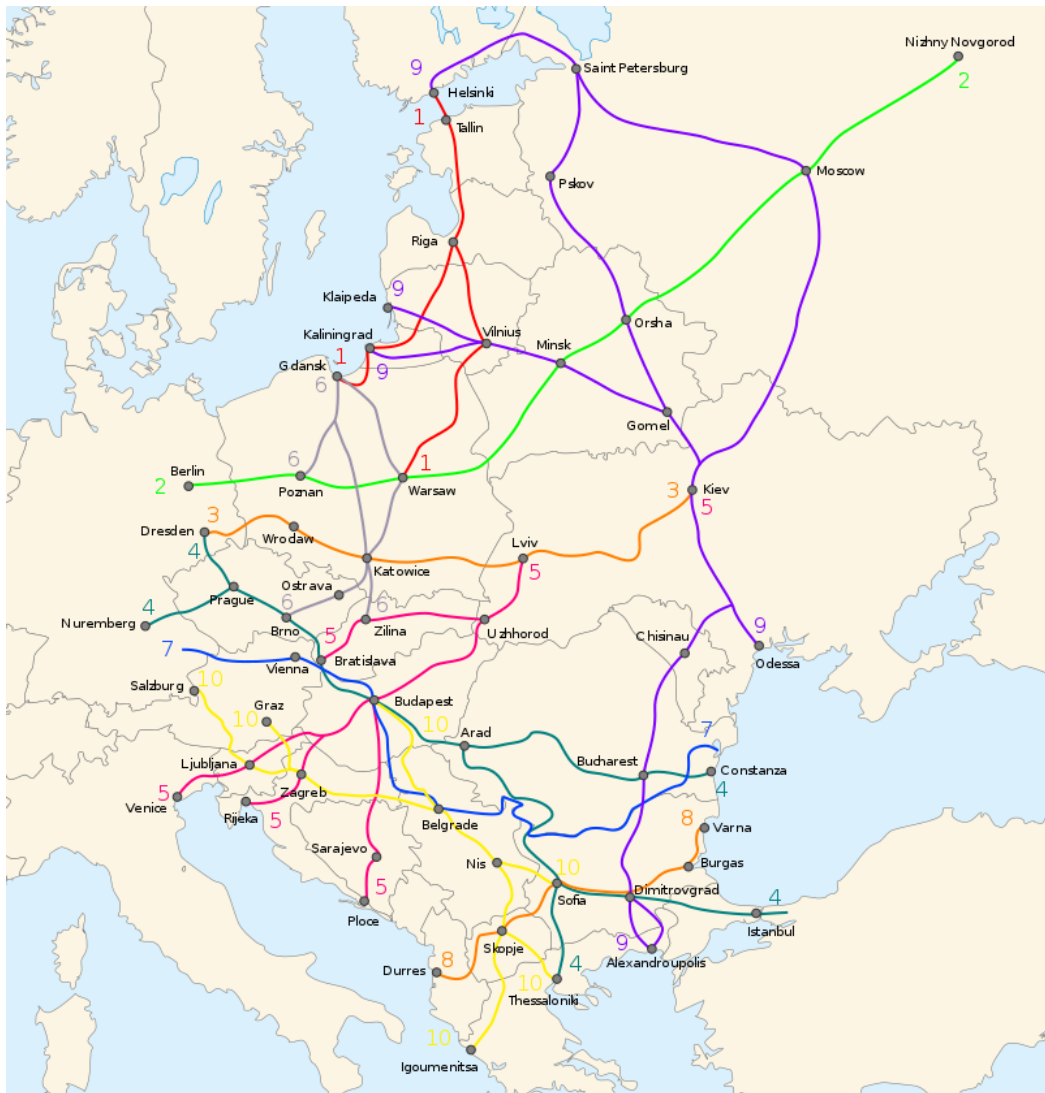 Nizhny Novgorod
2
9
Saint Petersburg
Helsinki
1
Tallin
Moscow
Pskov
Riga
Klaipeda
9
Orsha
Kaliningrad
Vilnius
Minsk
Gdansk
1
9
6
Gomel
Berlin
2
6
Poznan
1
Warsaw
3
Kiev
5
Dresden
3
Wrodaw
4
Lviv
5
Katowice
Ostrava
Prague
6
6
Nuremberg
4
Brno
Zilina
Uzhhorod
5
7
Vienna
Bratislava
Chisinau
9
Odessa
Salzburg
10
Graz
10
Budapest
10
Arad
7
Ljubljana
Bucharest
Constanza
4
Venice
5
Zagreb
Rijeka
5
Belgrade
8
Varna
Sarajevo
5
Ploce
Nis
10
Burgas
Sofia
Dimitrovgrad
4
Istanbul
Skopje
9
Alexandroupolis
Durres
8
10
4
Thessaloniki
10
Igoumenitsa